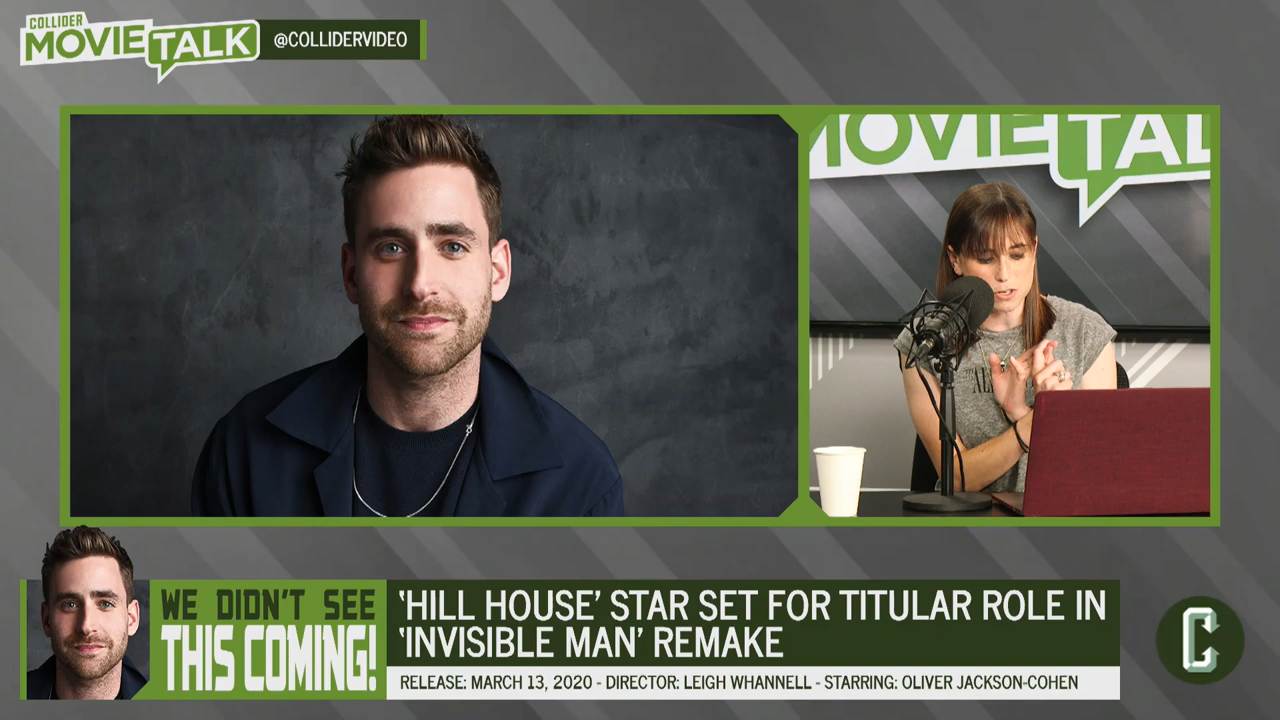 COLLIDER
MOVIE TALK
@COLLIDERVIDEO
MOVIE TAL
WE DIDN'T SEE
THIS COMING!
'HILL HOUSE' STAR SET FOR TITULAR ROLE IN
'INVISIBLE MAN' REMAKE
RELEASE: MARCH 13, 2020 - DIRECTOR: LEIGH WHANNELL - STARRING: OLIVER JACKSON-COHEN